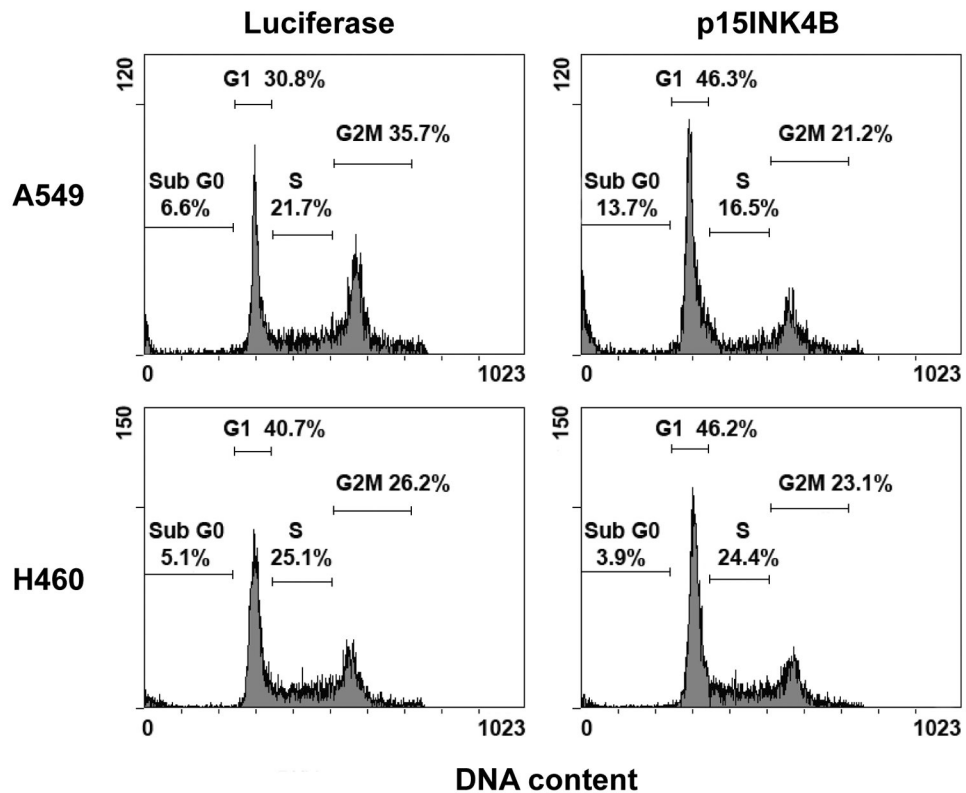 Luciferase
p15INK4B
A549
120
G1 30.8%
G2M 35.7%
Sub G0
6.6%
S
21.7%
0
1023
120
G1 46.3%
G2M 21.2%
Sub G0
13.7%
S
16.5%
0
1023
H460
150
G1 40.7%
G2M 26.2%
Sub G0
5.1%
S
25.1%
0
1023
150
G1 46.2%
G2M 23.1%
Sub G0
3.9%
S
24.4%
0
1023
DNA content